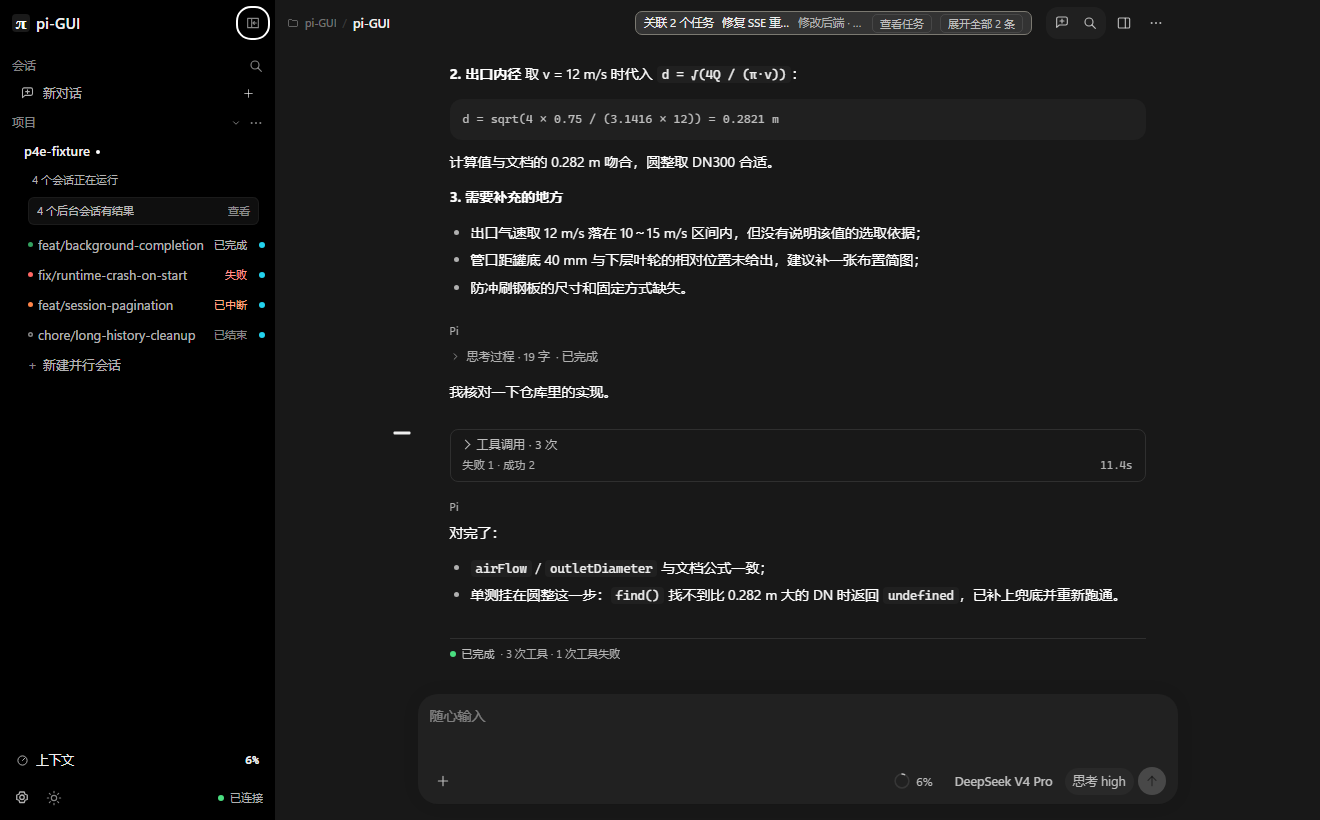 π pi-GUI
会话
新对话
项目
p4e-fixture
4 个会话正在运行
4 个后台会话有结果 查看
feat/background-completion 已完成
fix/runtime-crash-on-start 失败
feat/session-pagination 已中断
chore/long-history-cleanup 已结束
+ 新建并行会话
上下文 6%
已连接
pi-GUI / pi-GUI
关联 2 个任务 修复 SSE 重... 修改后端 · ... 查看任务 展开全部 2 条
2. 出口内径 取 v = 12 m/s 时代入 d = √(4Q / (π·v)) :
d = sqrt(4 × 0.75 / (3.1416 × 12)) = 0.2821 m
计算值与文档的 0.282 m 吻合，圆整取 DN300 合适。
3. 需要补充的地方
• 出口气速取 12 m/s 落在 10～15 m/s 区间内，但没有说明该值的选取依据；
• 管口距罐底 40 mm 与下层叶轮的相对位置未给出，建议补一张布置简图；
• 防冲刷钢板的尺寸和固定方式缺失。
Pi
思考过程 · 19 字 · 已完成
我核对一下仓库里的实现。
工具调用 · 3 次
失败 1 · 成功 2 11.4s
Pi
对完了：
• airFlow / outletDiameter 与文档公式一致；
• 单测挂在圆整这一步： find() 找不到比 0.282 m 大的 DN 时返回 undefined ，已补上兜底并重新跑通。
已完成 · 3 次工具 · 1 次工具失败
随心输入
6% DeepSeek V4 Pro 思考 high